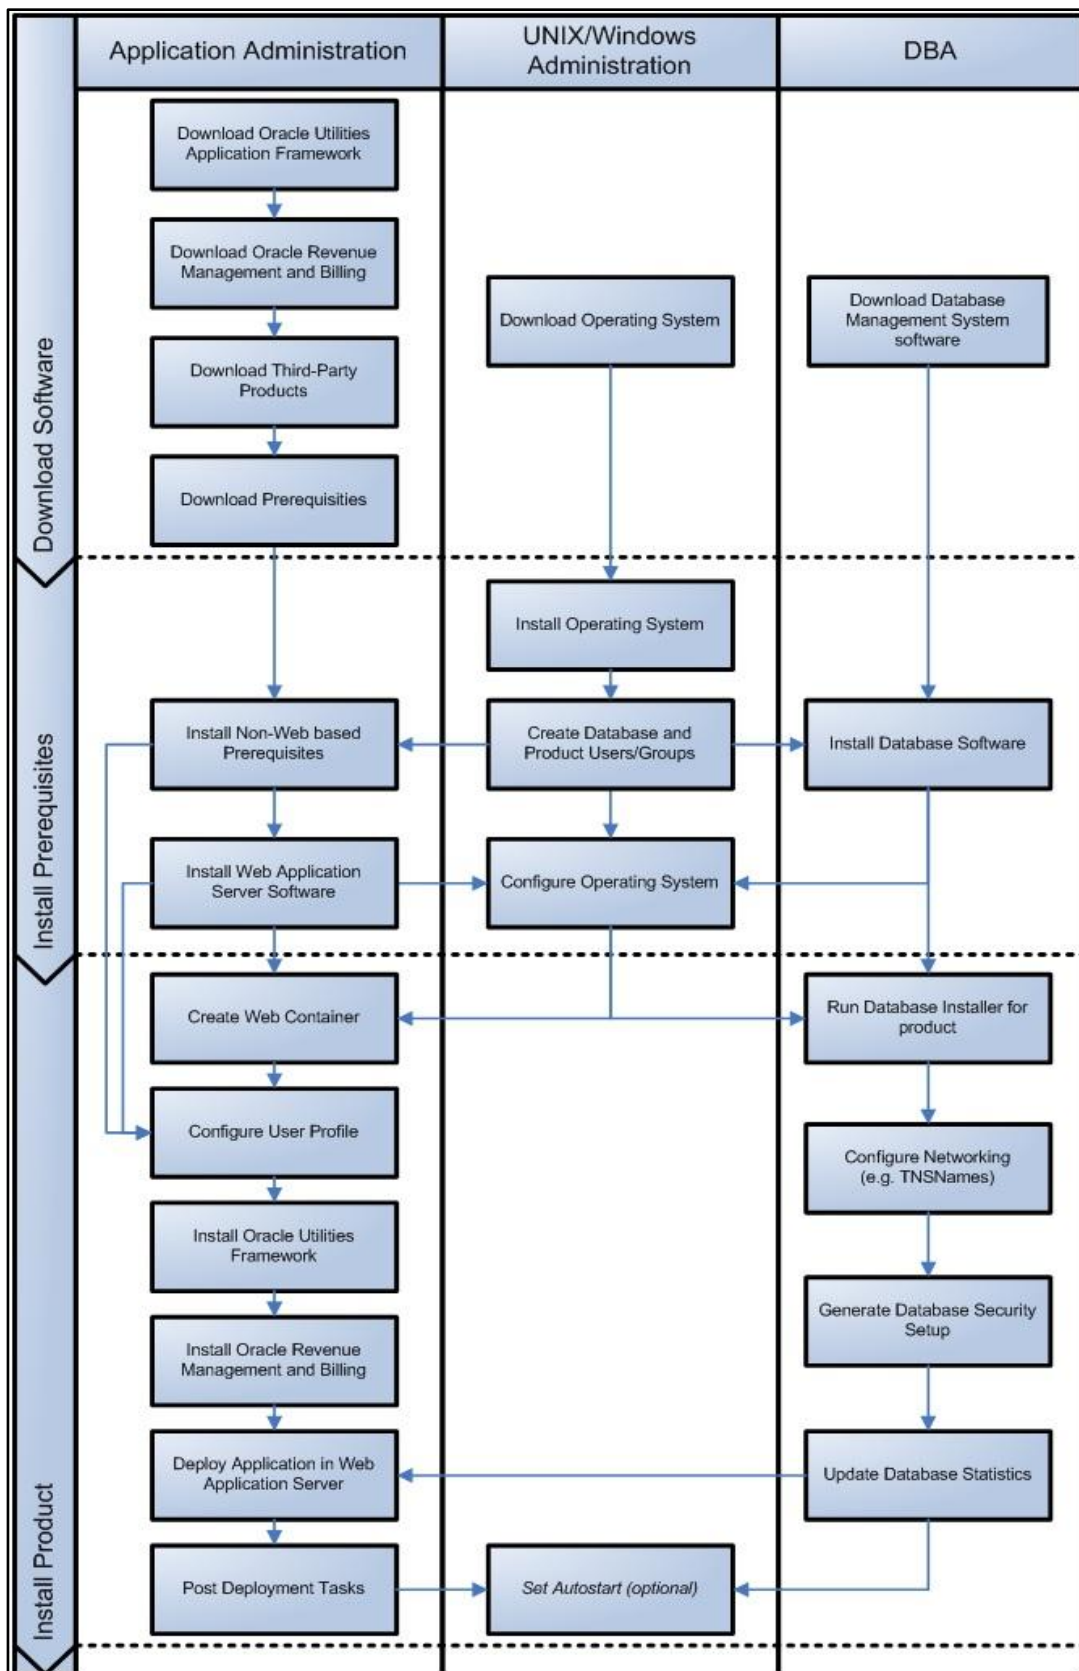 Application Administration
UNIX/Windows
Administration
DBA
Download Software
Download Oracle Utilities
Application Framework
Download Oracle Revenue
Management and Billing
Download Third-Party
Products
Download Prerequisities
Download Operating System
Download Database
Management System
software
Install Prerequisites
Install Operating System
Install Non-Web based
Prerequisites
Create Database and
Product Users/Groups
Install Database Software
Install Web Application
Server Software
Configure Operating System
Install Product
Create Web Container
Run Database Installer for
product
Configure User Profile
Configure Networking
(e.g. TNSNames)
Install Oracle Utilities
Framework
Generate Database Security
Setup
Install Oracle Revenue
Management and Billing
Deploy Application in Web
Application Server
Update Database Statistics
Post Deployment Tasks
Set Autostart (optional)